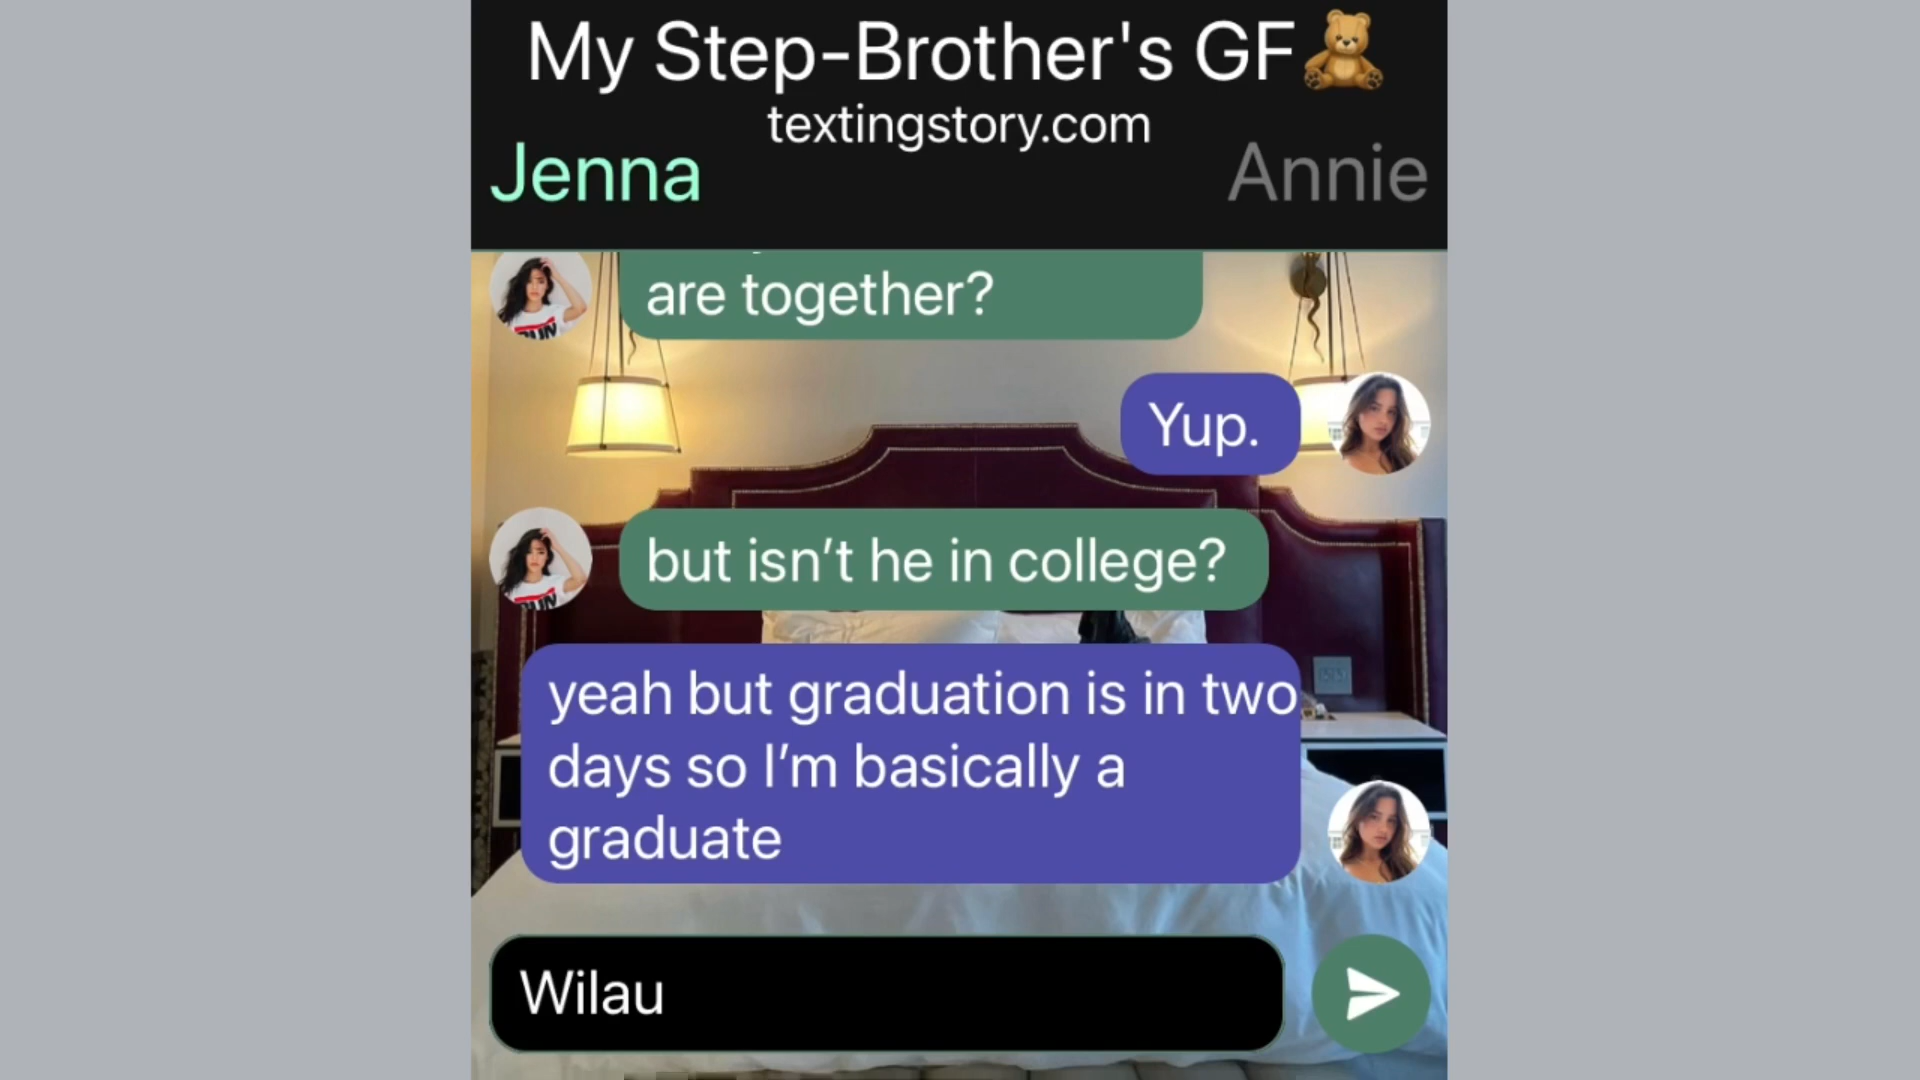 My Step-Brother's GF🧸
textingstory.com
Jenna
Annie
are together?
Yup.
but isn’t he in college?
yeah but graduation is in two
days so I’m basically a
graduate
Wilau